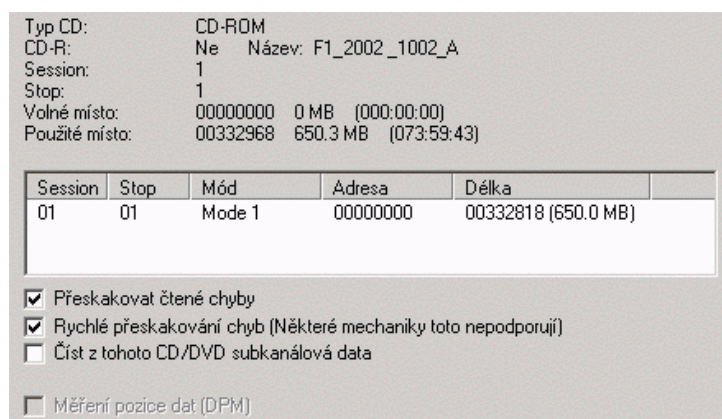 Typ CD: CD-ROM
CD-R: Ne Název: F1_2002_1002_A
Session: 1
Stop: 1
Volné místo: 00000000 0 MB (000:00:00)
Použité místo: 00332968 650.3 MB (073:59:43)
Session Stop Mód Adresa Délka
01 01 Mode 1 00000000 00332818 (650.0 MB)
Přeskakovat čtené chyby
Rychlé přeskakování chyb (Některé mechaniky toto nepodporují)
Číst z tohoto CD/DVD subkanálová data
Měření pozice dat (DPM)